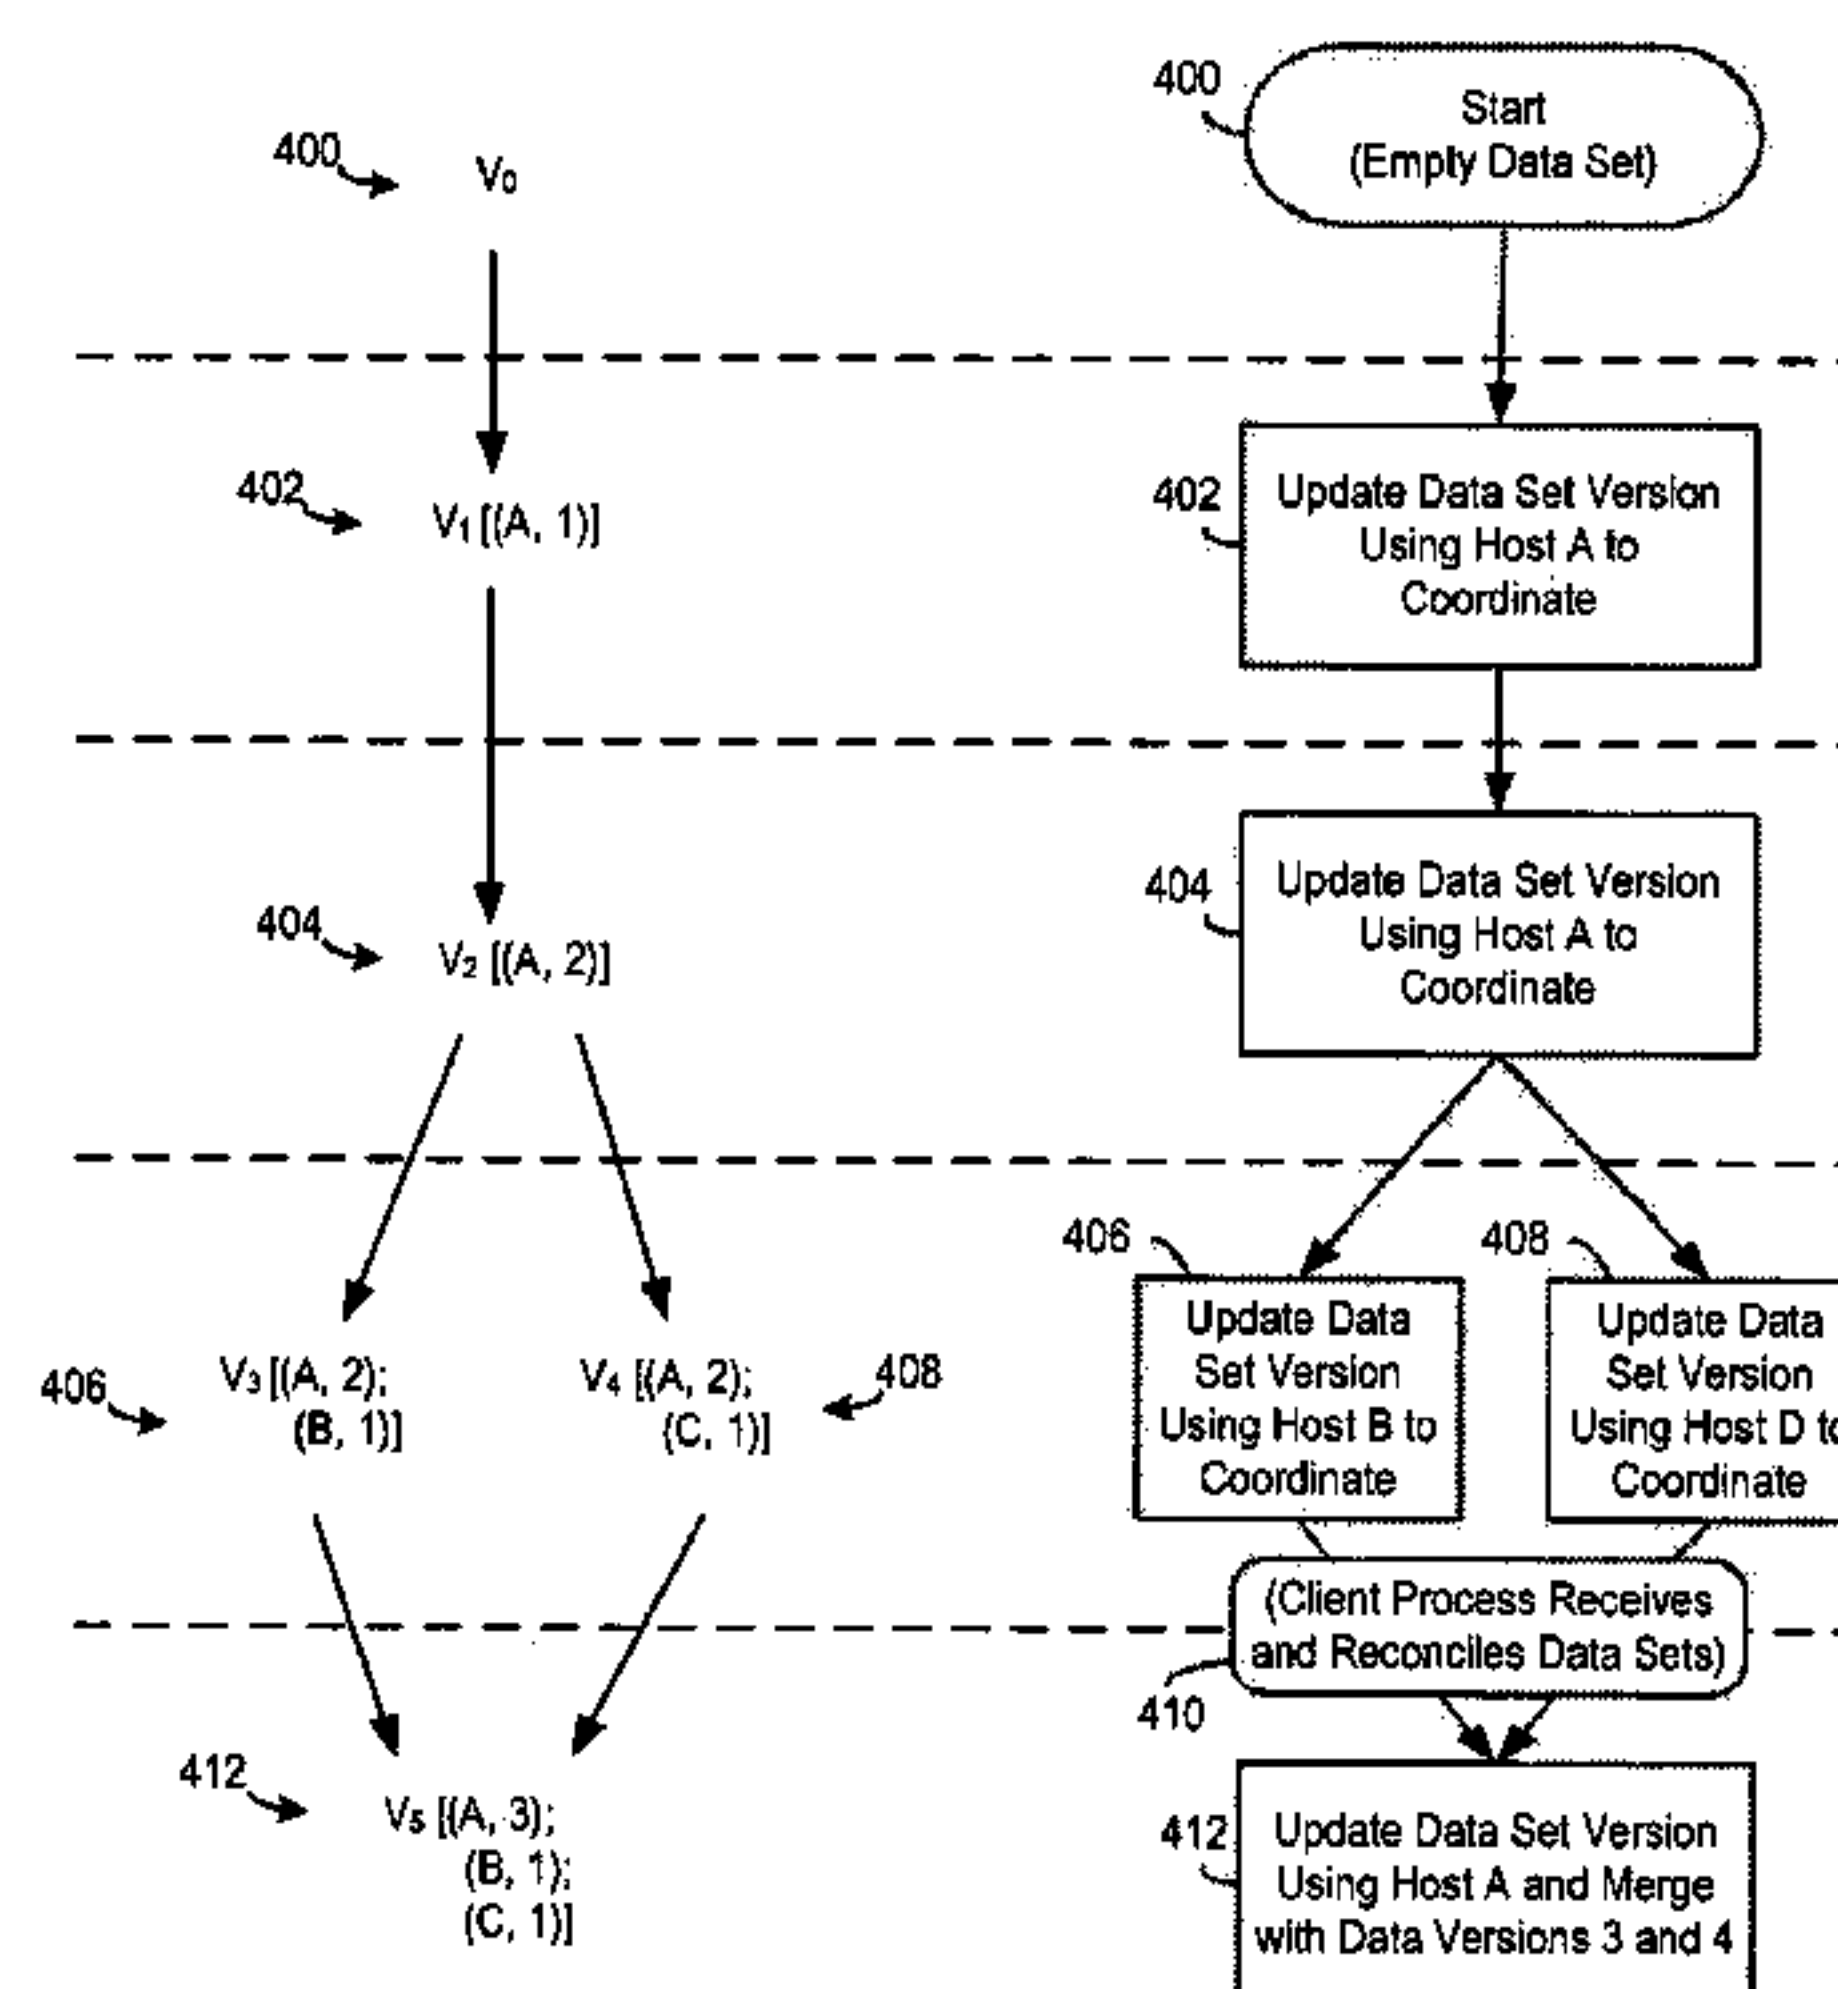 400
V0
402
V1 [(A, 1)]
404
V2 [(A, 2)]
406
V3 [(A, 2);
(B, 1)]
V4 [(A, 2);
(C, 1)]
408
412
V5 [(A, 3);
(B, 1);
(C, 1)]
400
Start
(Empty Data Set)
402
Update Data Set Version
Using Host A to
Coordinate
404
Update Data Set Version
Using Host A to
Coordinate
406
Update Data
Set Version
Using Host B to
Coordinate
408
Update Data
Set Version
Using Host D to
Coordinate
(Client Process Receives
and Reconciles Data Sets)
410
412
Update Data Set Version
Using Host A and Merge
with Data Versions 3 and 4